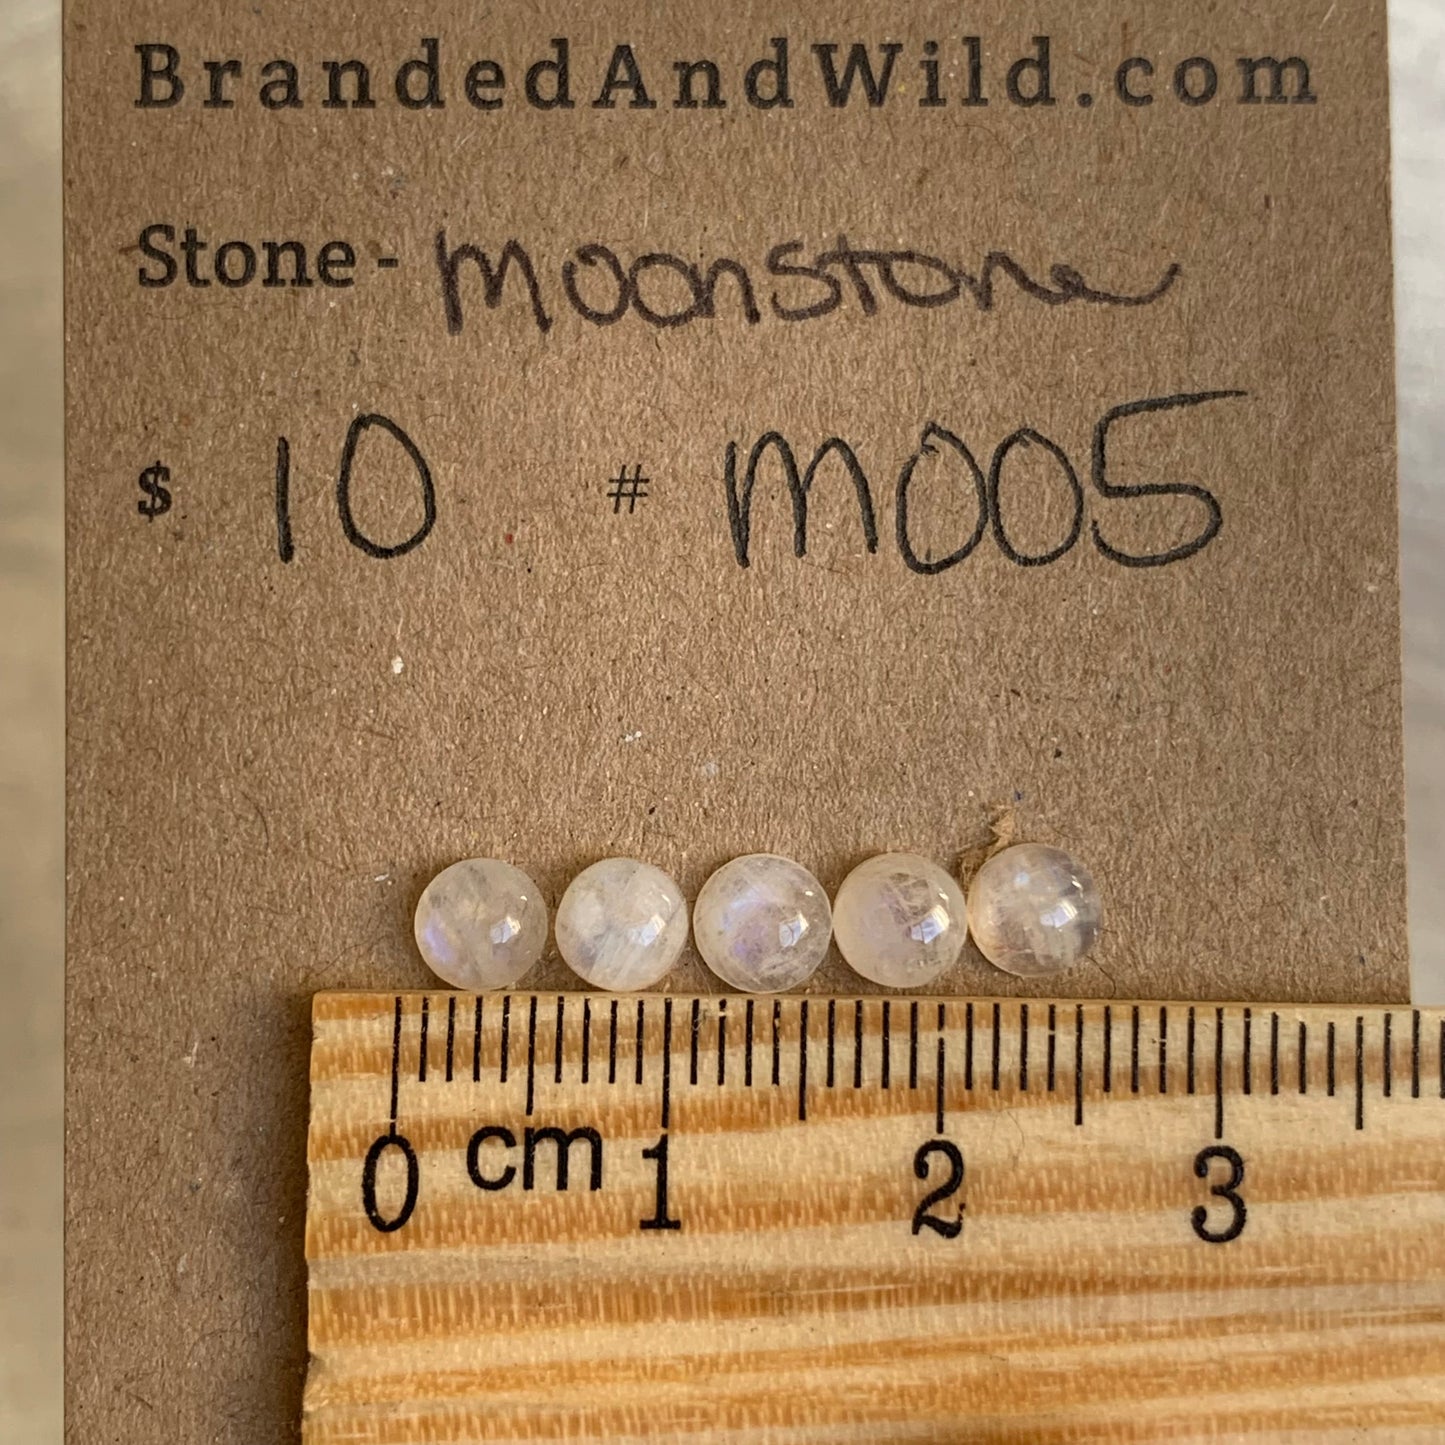 BrandedAndWild.com
Stone - Moonstone
$ 10 # M005
0 cm 1 2 3